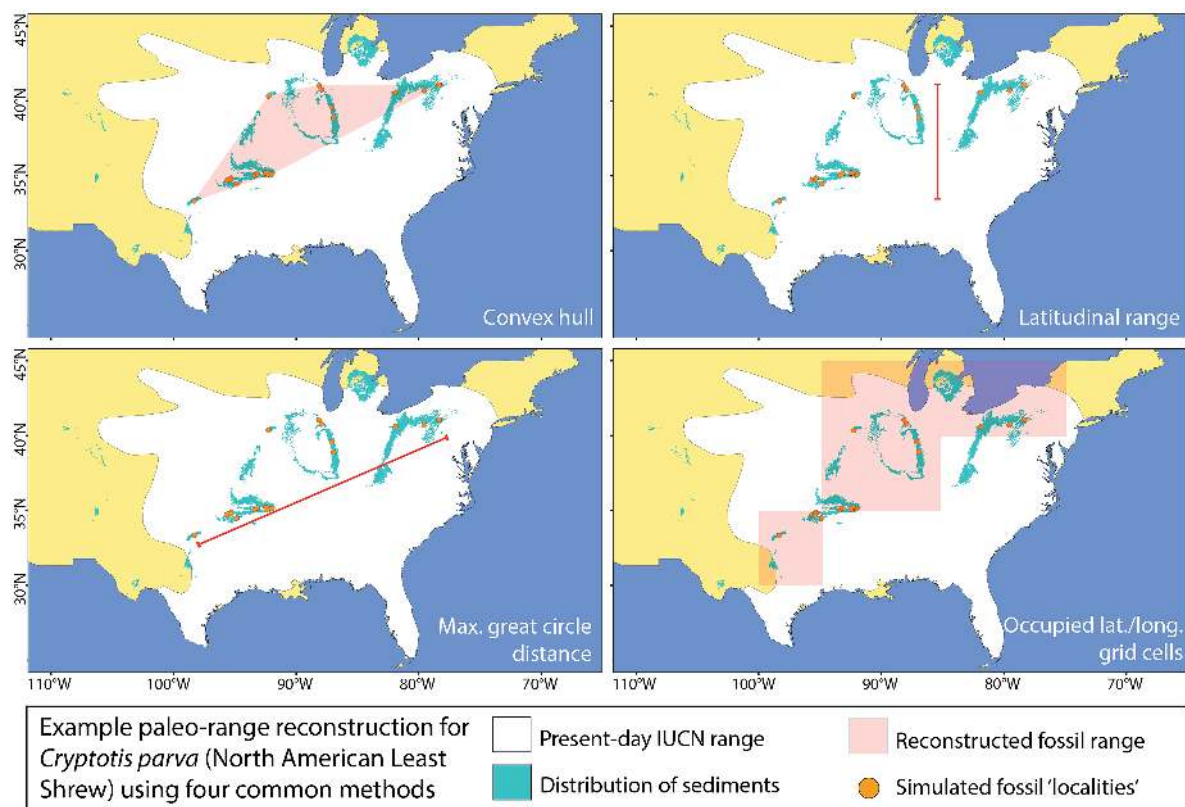 45°N
40°N
35°N
30°N
Convex hull
Latitudinal range
45°N
40°N
35°N
30°N
Max. great circle
distance
Occupied lat./long.
grid cells
110°W 100°W 90°W 80°W 70°W
110°W 100°W 90°W 80°W 70°W
Example paleo-range reconstruction for
Cryptotis parva (North American Least
Shrew) using four common methods
Present-day IUCN range
Distribution of sediments
Reconstructed fossil range
Simulated fossil 'localities'